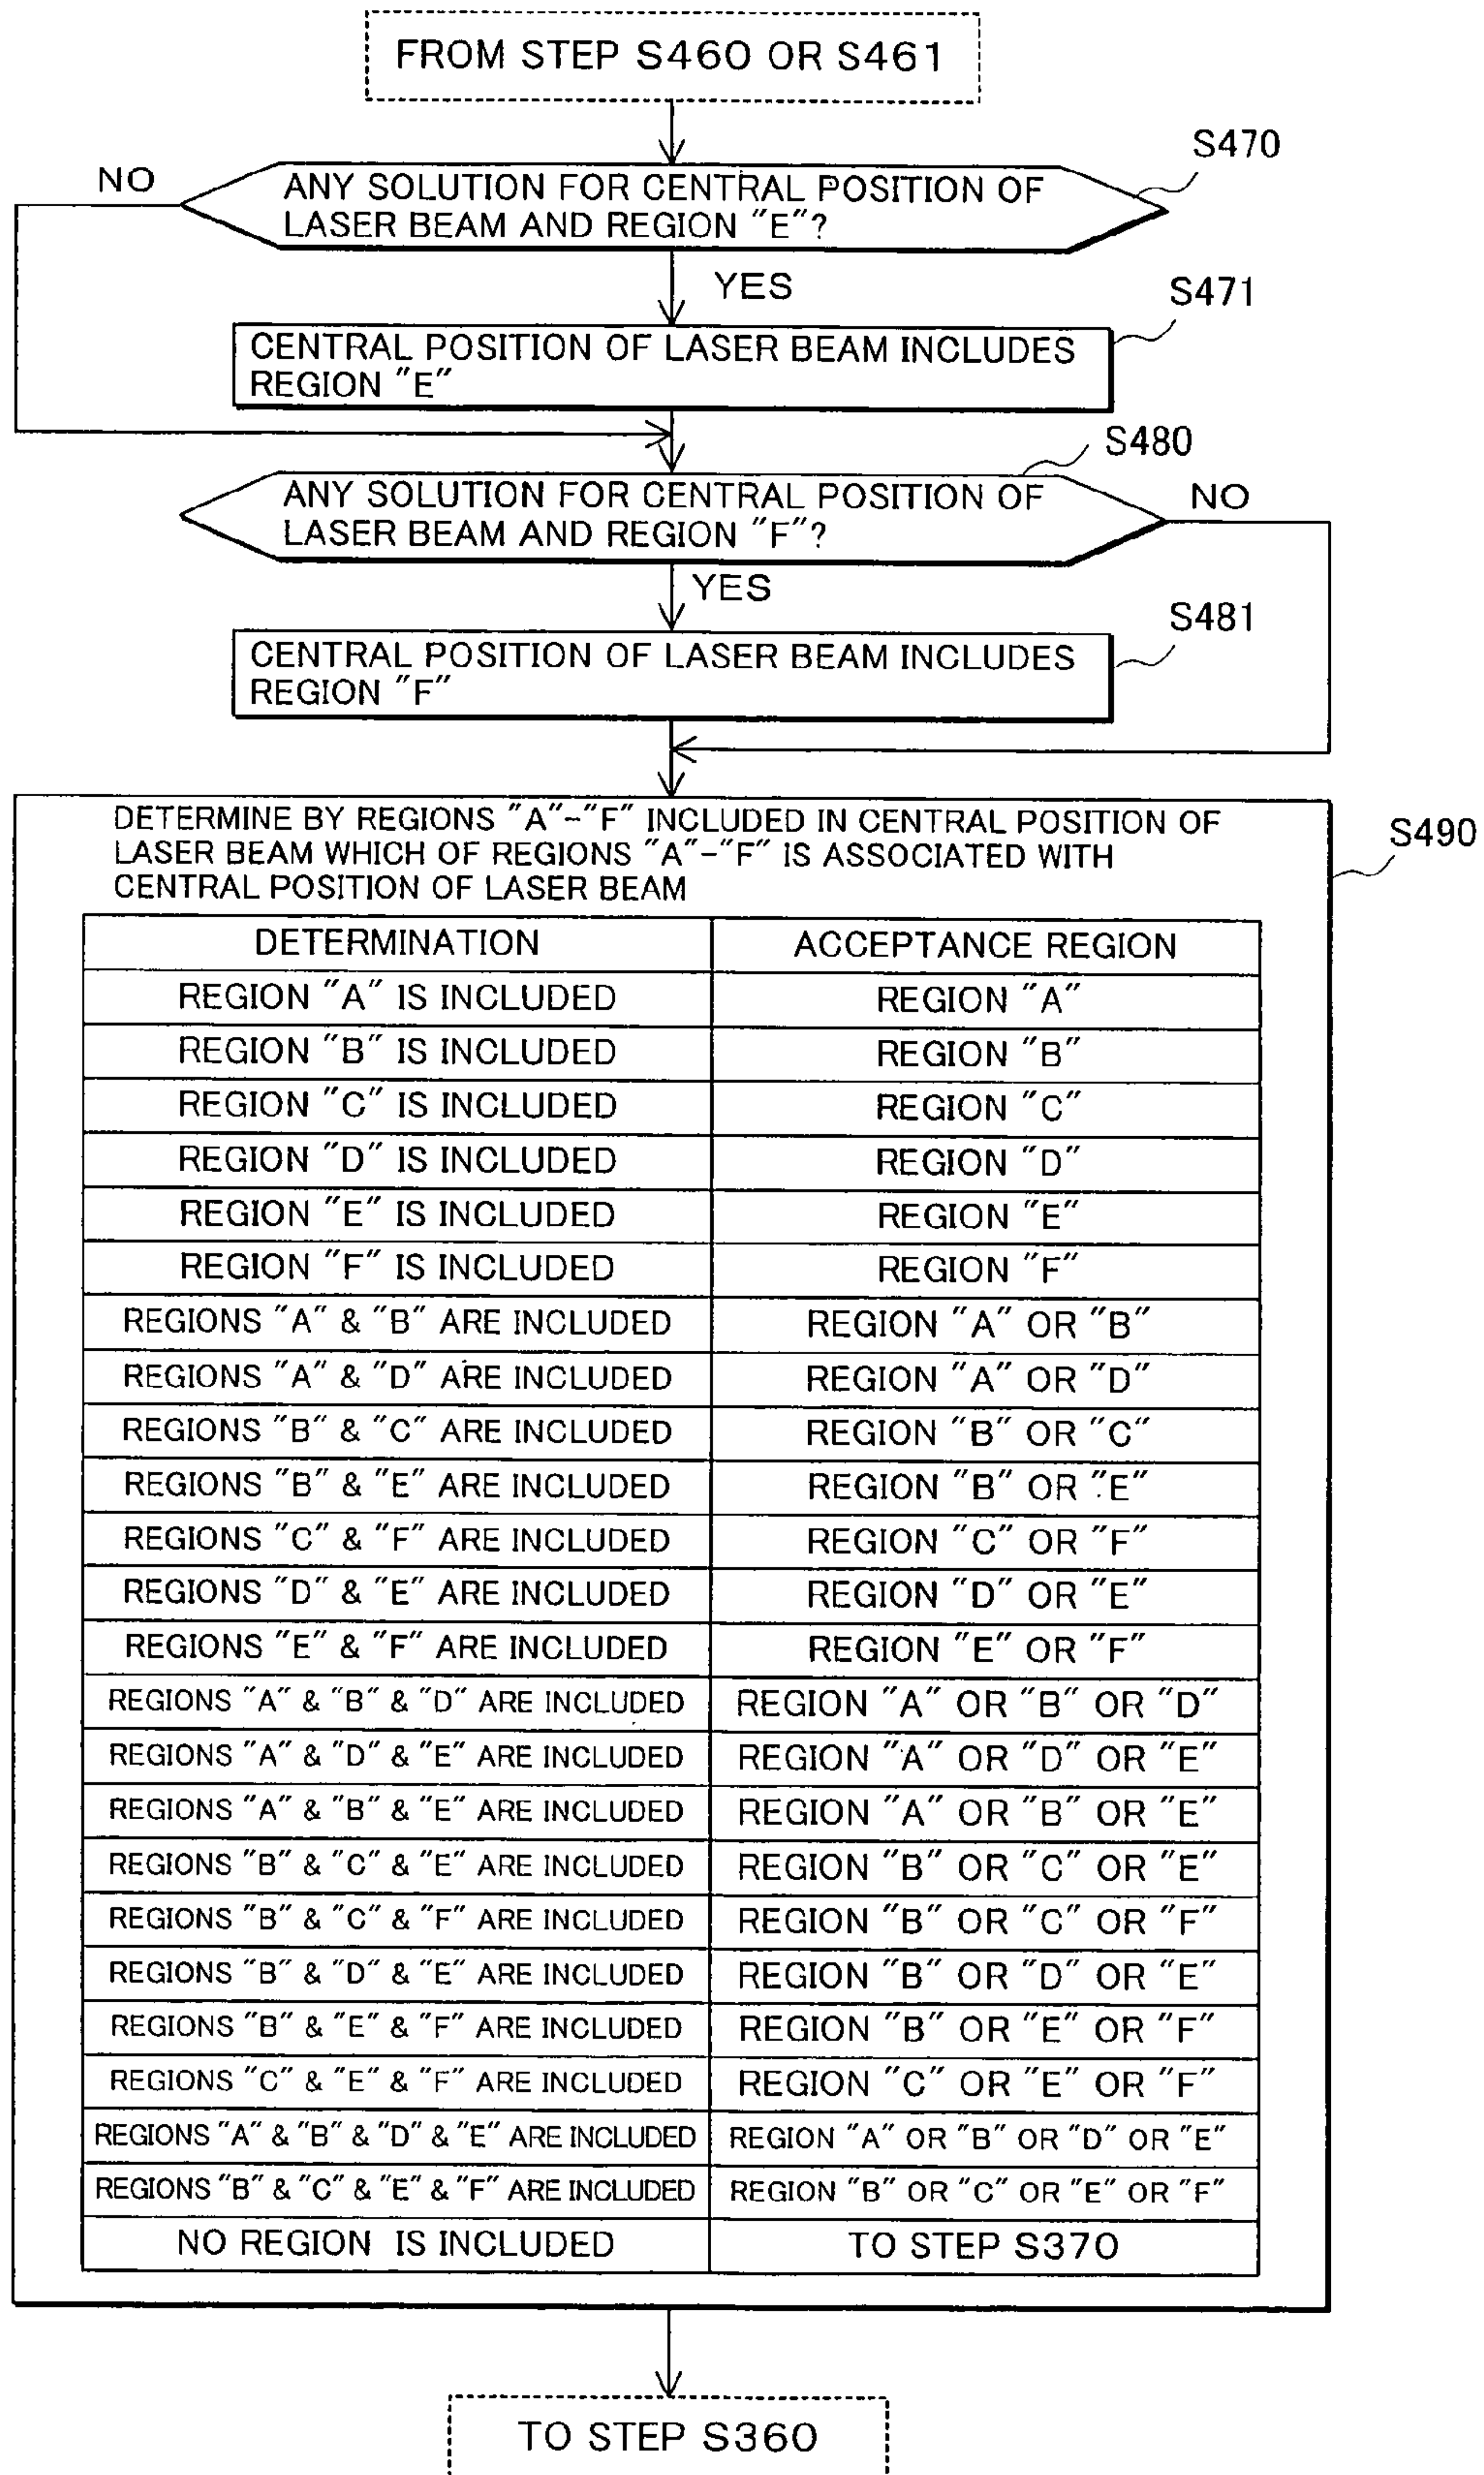 FROM STEP S460 OR S461
S470
NO
ANY SOLUTION FOR CENTRAL POSITION OF
LASER BEAM AND REGION "E"?
YES
S471
CENTRAL POSITION OF LASER BEAM INCLUDES
REGION "E"
S480
ANY SOLUTION FOR CENTRAL POSITION OF
LASER BEAM AND REGION "F"?
NO
YES
S481
CENTRAL POSITION OF LASER BEAM INCLUDES
REGION "F"
S490
DETERMINE BY REGIONS "A"-"F" INCLUDED IN CENTRAL POSITION OF
LASER BEAM WHICH OF REGIONS "A"-"F" IS ASSOCIATED WITH
CENTRAL POSITION OF LASER BEAM
DETERMINATION ACCEPTANCE REGION
REGION "A" IS INCLUDED REGION "A"
REGION "B" IS INCLUDED REGION "B"
REGION "C" IS INCLUDED REGION "C"
REGION "D" IS INCLUDED REGION "D"
REGION "E" IS INCLUDED REGION "E"
REGION "F" IS INCLUDED REGION "F"
REGIONS "A" & "B" ARE INCLUDED REGION "A" OR "B"
REGIONS "A" & "D" ARE INCLUDED REGION "A" OR "D"
REGIONS "B" & "C" ARE INCLUDED REGION "B" OR "C"
REGIONS "B" & "E" ARE INCLUDED REGION "B" OR "E"
REGIONS "C" & "F" ARE INCLUDED REGION "C" OR "F"
REGIONS "D" & "E" ARE INCLUDED REGION "D" OR "E"
REGIONS "E" & "F" ARE INCLUDED REGION "E" OR "F"
REGIONS "A" & "B" & "D" ARE INCLUDED REGION "A" OR "B" OR "D"
REGIONS "A" & "D" & "E" ARE INCLUDED REGION "A" OR "D" OR "E"
REGIONS "A" & "B" & "E" ARE INCLUDED REGION "A" OR "B" OR "E"
REGIONS "B" & "C" & "E" ARE INCLUDED REGION "B" OR "C" OR "E"
REGIONS "B" & "C" & "F" ARE INCLUDED REGION "B" OR "C" OR "F"
REGIONS "B" & "D" & "E" ARE INCLUDED REGION "B" OR "D" OR "E"
REGIONS "B" & "E" & "F" ARE INCLUDED REGION "B" OR "E" OR "F"
REGIONS "C" & "E" & "F" ARE INCLUDED REGION "C" OR "E" OR "F"
REGIONS "A" & "B" & "D" & "E" ARE INCLUDED REGION "A" OR "B" OR "D" OR "E"
REGIONS "B" & "C" & "E" & "F" ARE INCLUDED REGION "B" OR "C" OR "E" OR "F"
NO REGION IS INCLUDED TO STEP S370
TO STEP S360